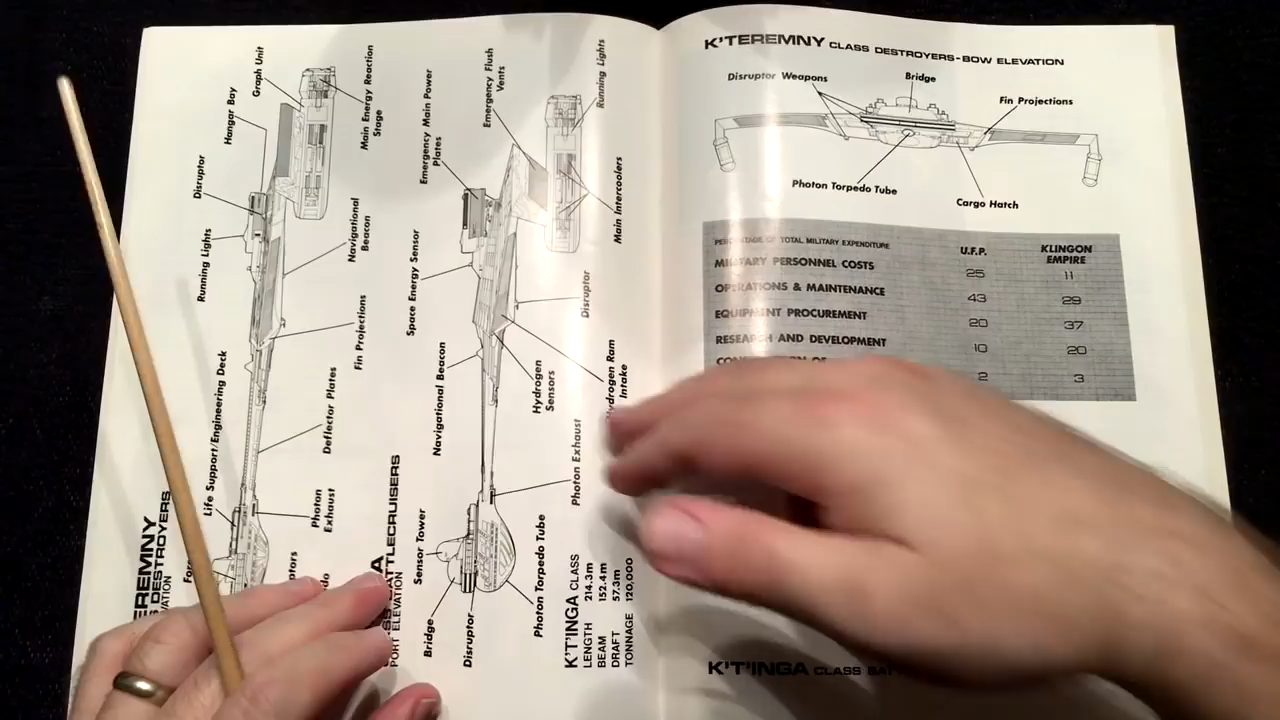 Graph Unit
Hangar Bay
Main Energy Reaction
Stage
Disruptor
Running Lights
Navigational
Beacon
Fin Projections
Life Support/Engineering Deck
Deflector Plates
Photon
Exhaust
EREMNY
DESTROYERS
Emergency Main Power
Plates
Emergency Flush
Vents
Running Lights
Main Intercoolers
Space Energy Sensor
Disruptor
Navigational Beacon
Hydrogen
Sensors
Hydrogen Ram
Intake
Photon Exhaust
Sensor Tower
Bridge
Disruptor
Photon Torpedo Tube
BATTLECRUISERS
PORT ELEVATION
K'T'INGA CLASS
LENGTH 214.3m
BEAM 152.4m
DRAFT 57.3m
TONNAGE 120,000
K'TEREMNY CLASS DESTROYERS-BOW ELEVATION
Disruptor Weapons
Bridge
Fin Projections
Photon Torpedo Tube
Cargo Hatch
PERCENTAGE OF TOTAL MILITARY EXPENDITURE U.F.P. KLINGON EMPIRE
MILITARY PERSONNEL COSTS 25 11
OPERATIONS & MAINTENANCE 43 29
EQUIPMENT PROCUREMENT 20 37
RESEARCH AND DEVELOPMENT 10 20
2 3
K'T'INGA CLASS